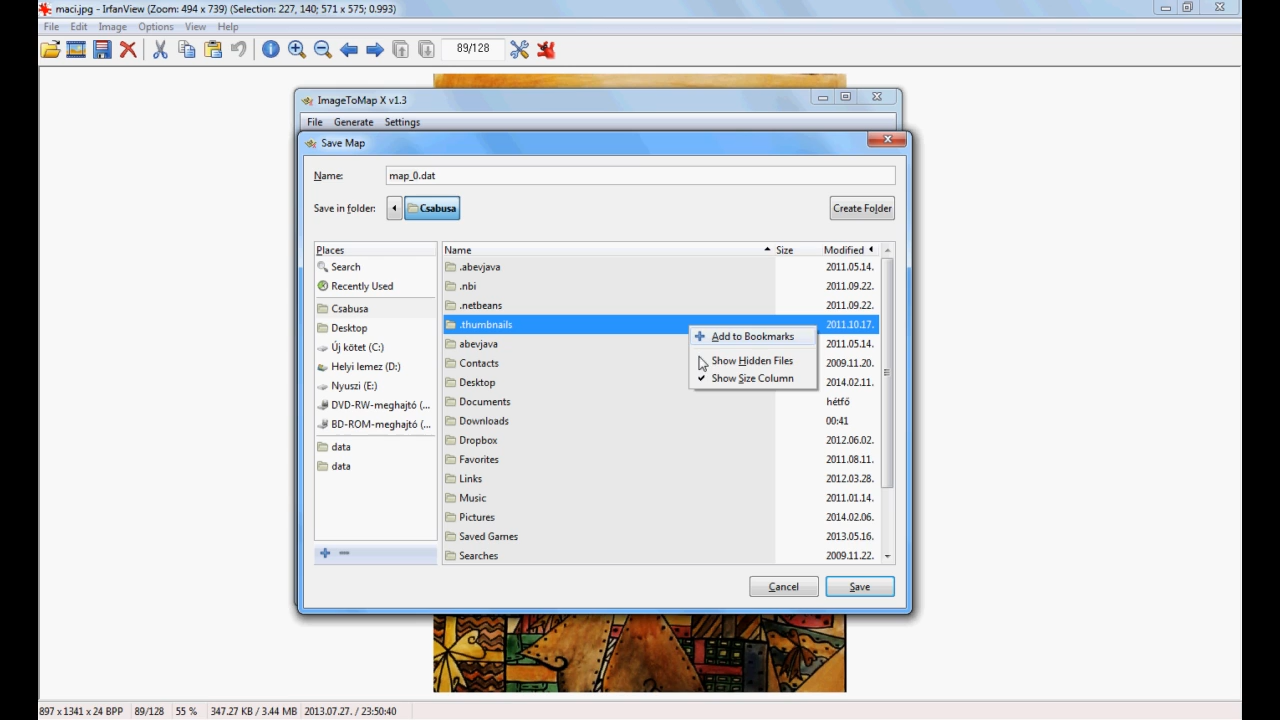 maci.jpg - IrfanView (Zoom: 494 x 739) (Selection: 227, 140; 571 x 575; 0.993)
File Edit Image Options View Help
89/128
ImageToMap X v1.3
File Generate Settings
Save Map
Name: map_0.dat
Save in folder: Csabusa Create Folder
Places Name Size Modified
Search .abevjava 2011.05.14.
Recently Used .nbi 2011.09.22.
Csabusa .netbeans 2011.09.22.
Desktop .thumbnails 2011.10.17.
Add to Bookmarks
Új kötet (C:) abevjava 2011.05.14.
Helyi lemez (D:) Contacts Show Hidden Files 2009.11.20.
Nyuszi (E:) Desktop Show Size Column 2014.02.11.
DVD-RW-meghajtó (... Documents hétfő
BD-ROM-meghajtó (... Downloads 00:41
data Dropbox 2012.06.02.
data Favorites 2011.08.11.
Links 2012.03.28.
Music 2011.01.14.
Pictures 2014.02.06.
Saved Games 2013.05.16.
Searches 2009.11.22.
Cancel Save
897 x 1341 x 24 BPP 89/128 55 % 347.27 KB / 3.44 MB 2013.07.27. / 23:50:40